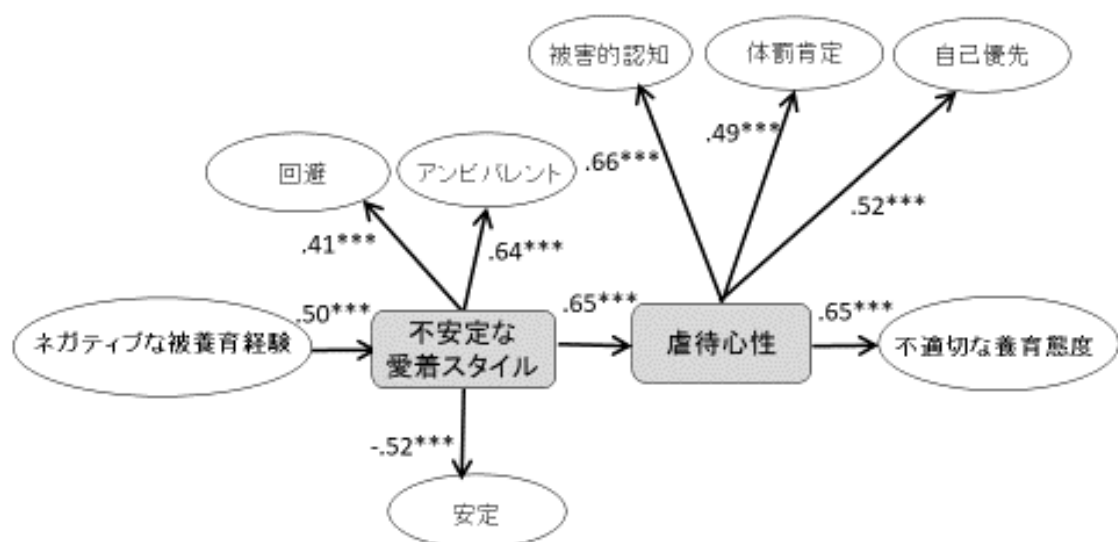 被害的認知
体罰肯定
自己優先
.66***
.49***
.52***
回避
アンビバレント
.41***
.64***
ネガティブな被養育経験
.50***
不安定な
愛着スタイル
.65***
虐待心性
.65***
不適切な養育態度
-.52***
安定